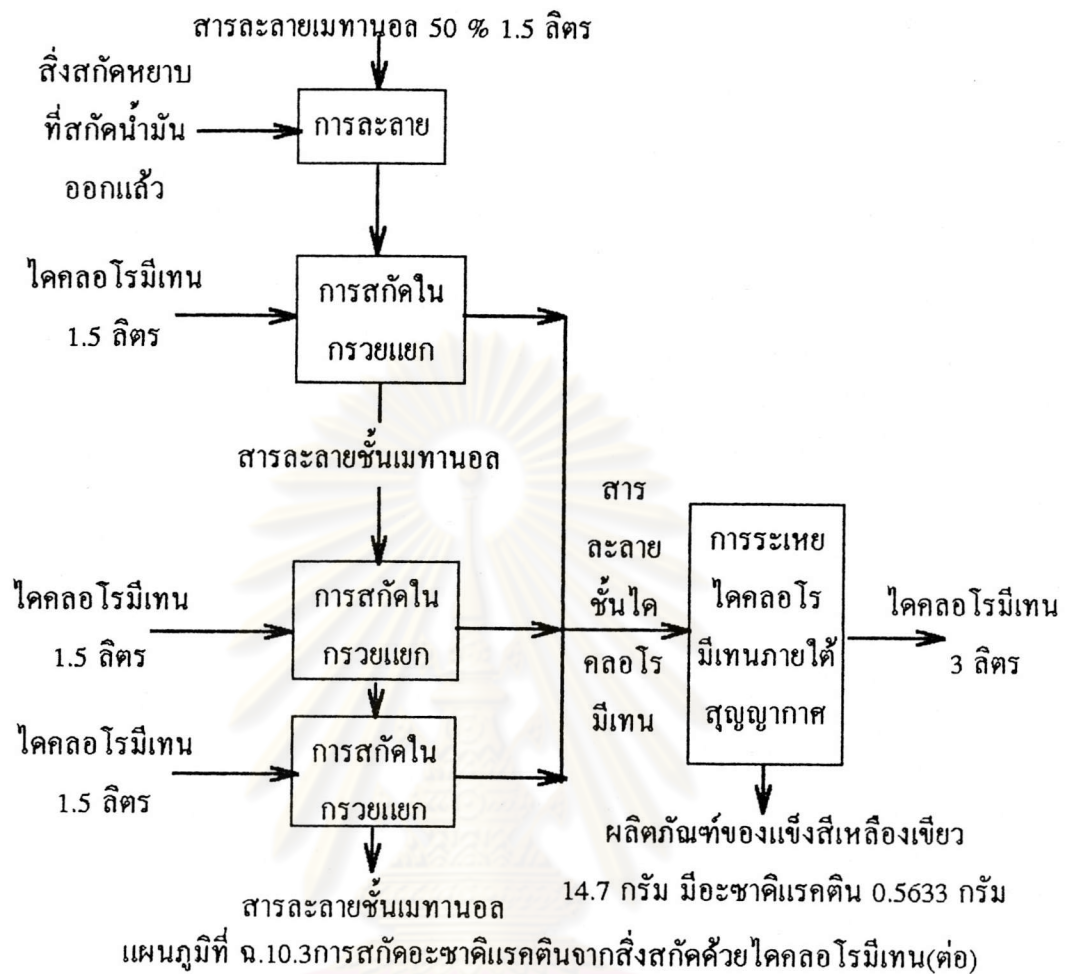 สารละลายเมทานอล 50 % 1.5 ลิตร
สิ่งสกัดหยาบ
ที่สกัดน้ำมัน
ออกแล้ว
การละลาย
ไดคลอโรมีเทน
1.5 ลิตร
การสกัดใน
กรวยแยก
สารละลายชั้นเมทานอล
ไดคลอโรมีเทน
1.5 ลิตร
การสกัดใน
กรวยแยก
ไดคลอโรมีเทน
1.5 ลิตร
การสกัดใน
กรวยแยก
สารละลายชั้นเมทานอล
สาร
ละลาย
ชั้นได
คลอโร
มีเทน
การระเหย
ไดคลอโร
มีเทนภายใต้
สุญญากาศ
ไดคลอโรมีเทน
3 ลิตร
ผลิตภัณฑ์ของแข็งสีเหลืองเขียว
14.7 กรัม มีอะซาดิแรคติน 0.5633 กรัม
แผนภูมิที่ ฉ.10.3การสกัดอะซาดิแรคตินจากสิ่งสกัดด้วยไดคลอโรมีเทน(ต่อ)